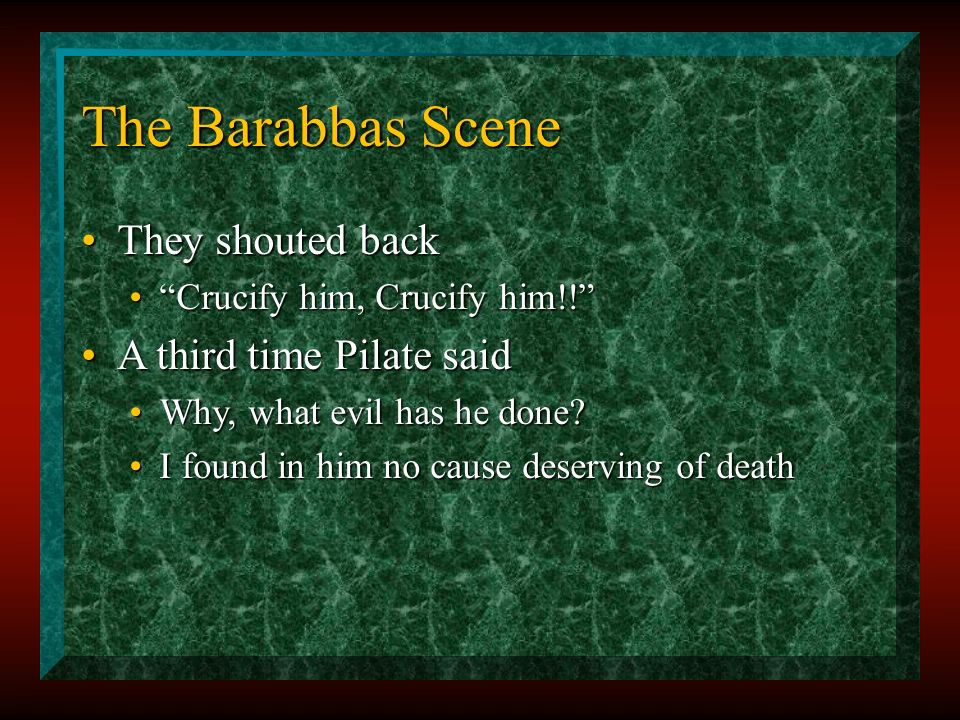 The Barabbas Scene
• They shouted back
• “Crucify him, Crucify him!!”
• A third time Pilate said
• Why, what evil has he done?
• I found in him no cause deserving of death